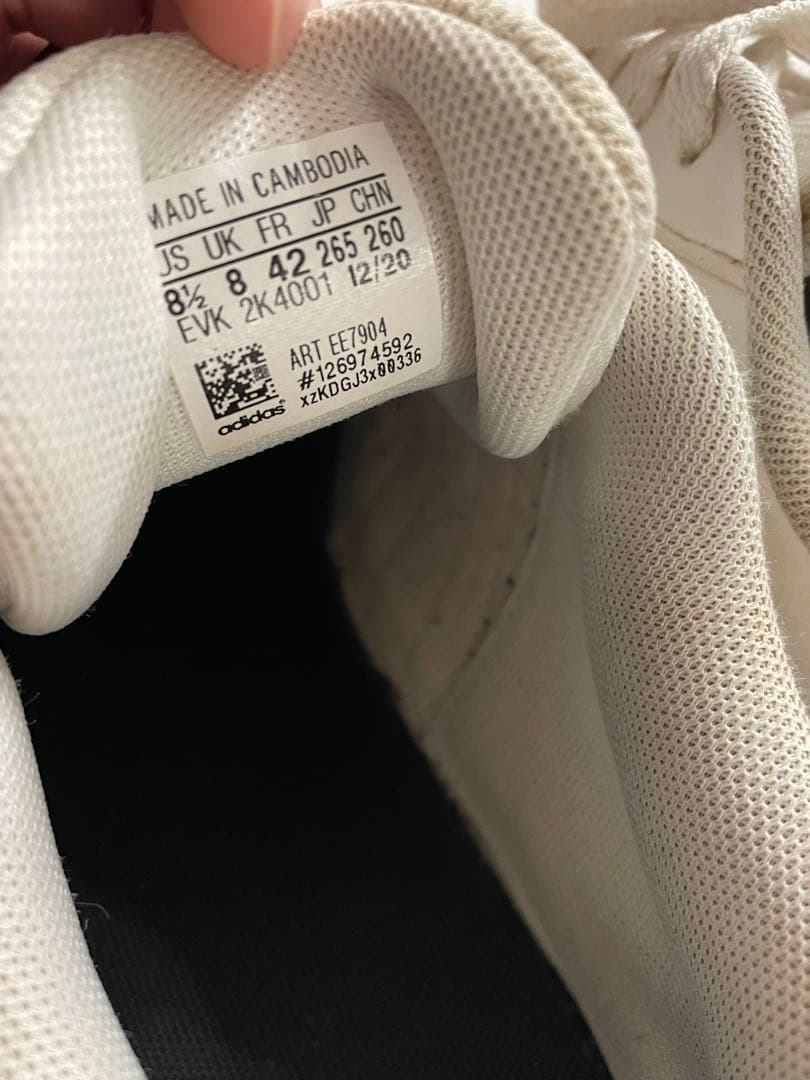 MADE IN CAMBODIA
US UK FR JP CHN
8½ 8 42 265 260
EVK 2K4001 12/20
ART EE7904
#126974592
xzKDGJ3x00336
adidas®